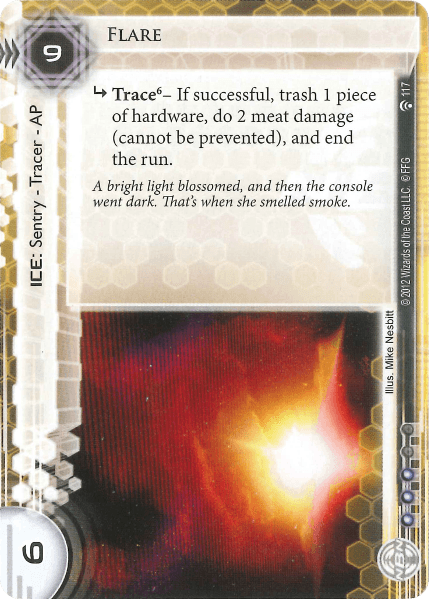 9
FLARE
↳ Trace⁶– If successful, trash 1 piece
of hardware, do 2 meat damage
(cannot be prevented), and end
the run.
A bright light blossomed, and then the console
went dark. That's when she smelled smoke.
ICE: Sentry - Tracer - AP
117
© 2012 Wizards of the Coast LLC. © FFG
Illus. Mike Nesbitt
6
NBN